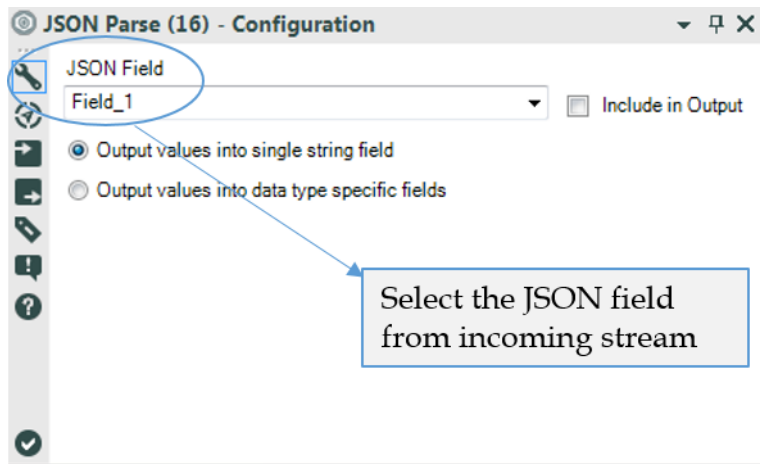 JSON Parse (16) - Configuration
JSON Field
Field_1
Include in Output
Output values into single string field
Output values into data type specific fields
Select the JSON field
from incoming stream